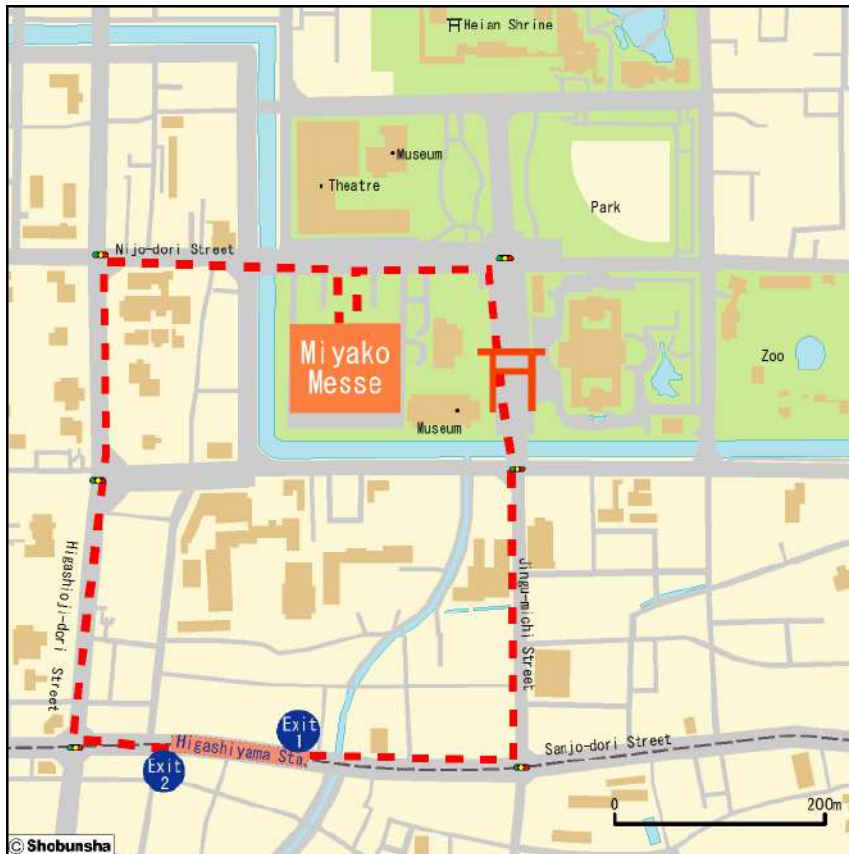 Heian Shrine
Museum
Theatre
Park
Nijo-dori Street
Miyako
Messe
Zoo
Museum
Higashioji-dori Street
Jingu-michi Street
Exit
1
Higashiyama Sta.
Sanjo-dori Street
Exit
2
0
200m
© Shobunsha